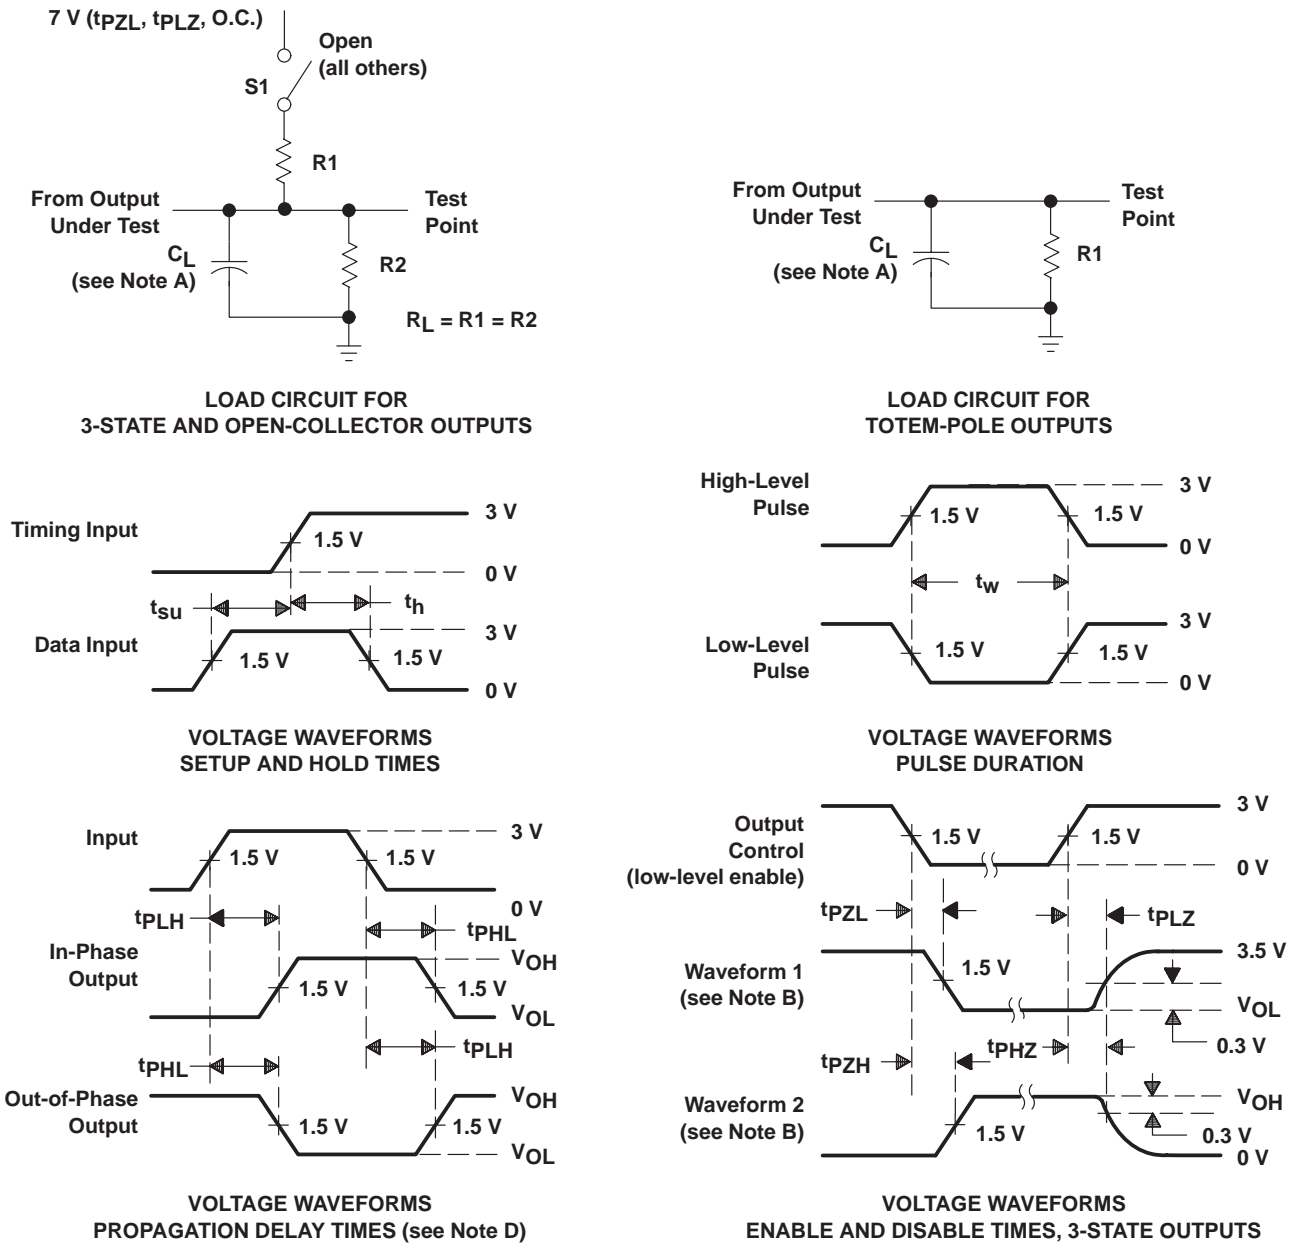 7 V (tPZL, tPLZ, O.C.)
Open
(all others)
S1
R1
From Output
Under Test
Test
Point
CL
(see Note A)
R2
RL = R1 = R2
LOAD CIRCUIT FOR
3-STATE AND OPEN-COLLECTOR OUTPUTS
From Output
Under Test
Test
Point
CL
(see Note A)
R1
LOAD CIRCUIT FOR
TOTEM-POLE OUTPUTS
Timing Input
1.5 V
3 V
0 V
tsu
th
Data Input
1.5 V
1.5 V
3 V
0 V
VOLTAGE WAVEFORMS
SETUP AND HOLD TIMES
High-Level
Pulse
1.5 V
1.5 V
3 V
0 V
tw
Low-Level
Pulse
1.5 V
1.5 V
3 V
0 V
VOLTAGE WAVEFORMS
PULSE DURATION
Input
1.5 V
1.5 V
3 V
0 V
tPLH
tPHL
In-Phase
Output
1.5 V
1.5 V
VOH
VOL
tPHL
tPLH
Out-of-Phase
Output
1.5 V
1.5 V
VOH
VOL
VOLTAGE WAVEFORMS
PROPAGATION DELAY TIMES (see Note D)
Output
Control
(low-level enable)
1.5 V
1.5 V
3 V
0 V
tPZL
tPLZ
Waveform 1
(see Note B)
1.5 V
3.5 V
VOL
0.3 V
tPZH
tPHZ
Waveform 2
(see Note B)
1.5 V
VOH
0.3 V
0 V
VOLTAGE WAVEFORMS
ENABLE AND DISABLE TIMES, 3-STATE OUTPUTS